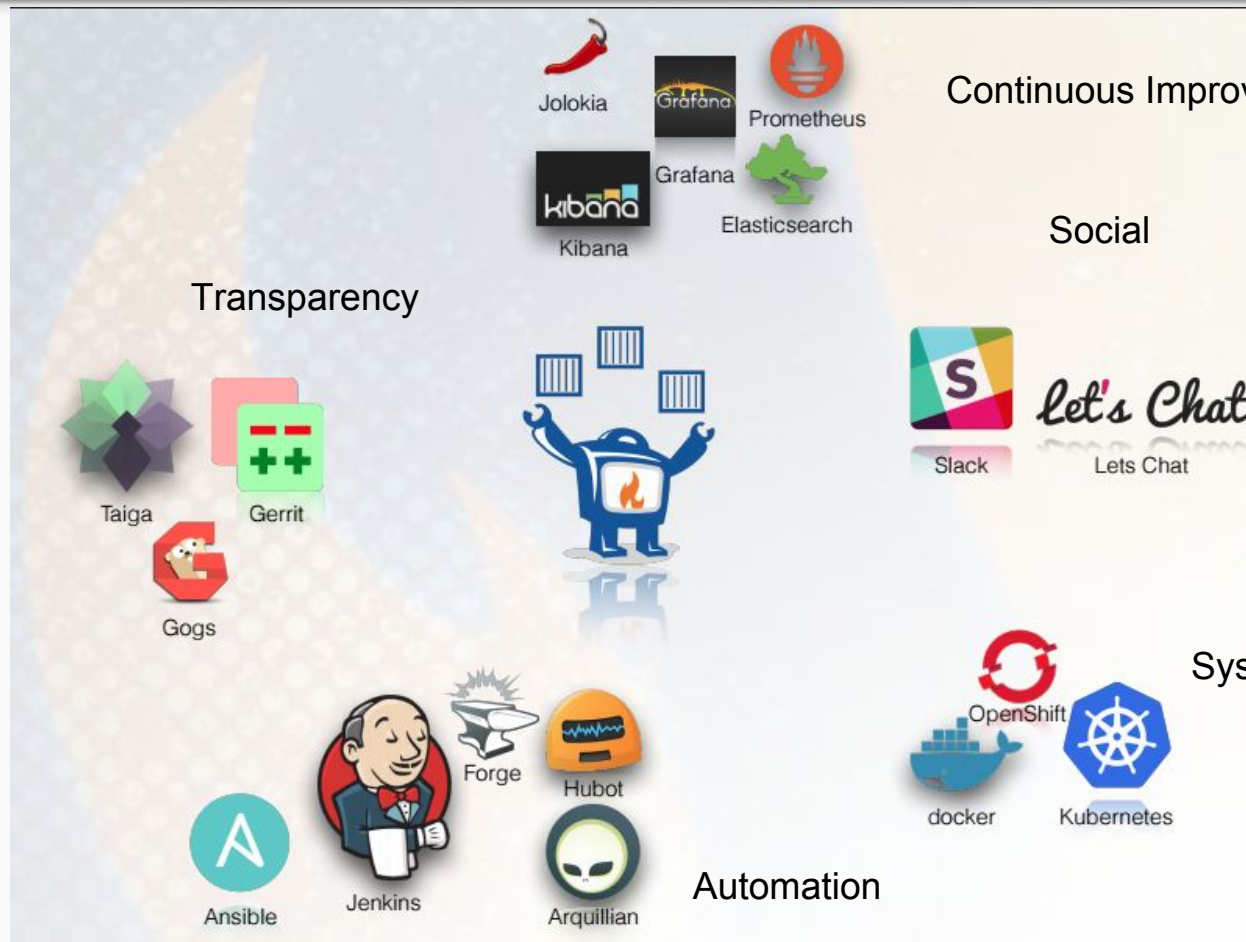 Jolokia
Grafana
Prometheus
Continuous Improv
Grafana
kibana
Elasticsearch
Kibana
Social
Transparency
S
let's Chat
Slack
Lets Chat
Taiga
Gerrit
Gogs
Sys
OpenShift
Forge
Hubot
docker
Kubernetes
Ansible
Jenkins
Arquillian
Automation